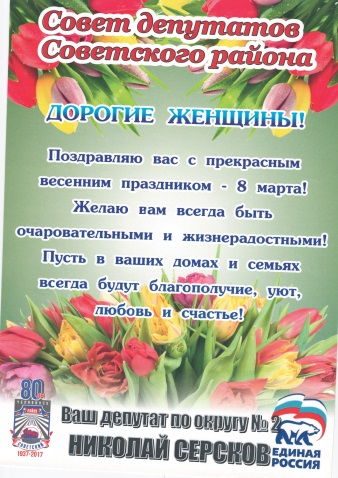 Совет депутатов
Советского района
ДОРОГИЕ ЖЕНЩИНЫ!
Поздравляю вас с прекрасным
весенним праздником - 8 марта!
Желаю вам всегда быть
очаровательными и жизнерадостными!
Пусть в ваших домах и семьях
всегда будут благополучие, уют,
любовь и счастье!
80
СОВЕТСКИЙ
1937-2017
Ваш депутат по округу № 2
НИКОЛАЙ СЕРСКОВ
ЕДИНАЯ
РОССИЯ